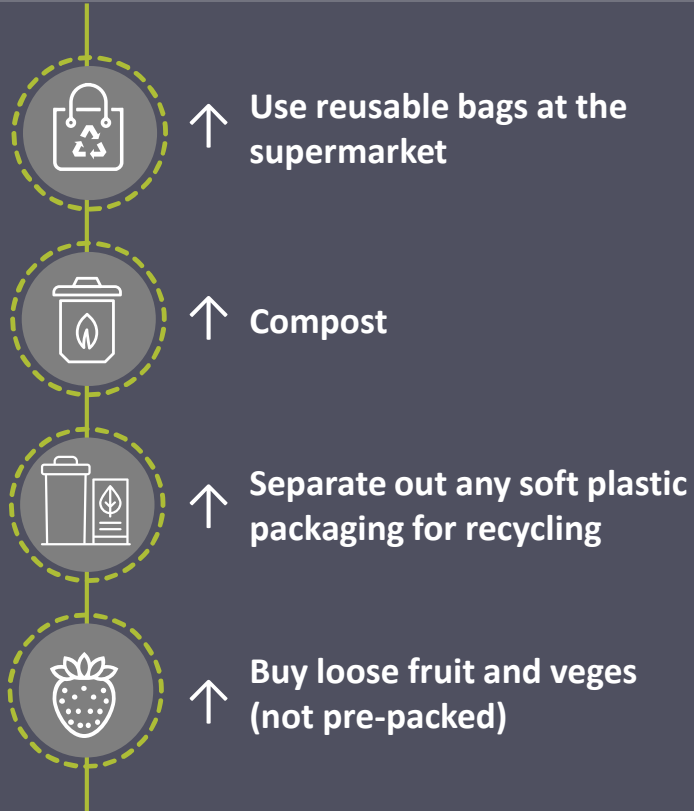 Use reusable bags at the
supermarket
Compost
Separate out any soft plastic
packaging for recycling
Buy loose fruit and veges
(not pre-packed)